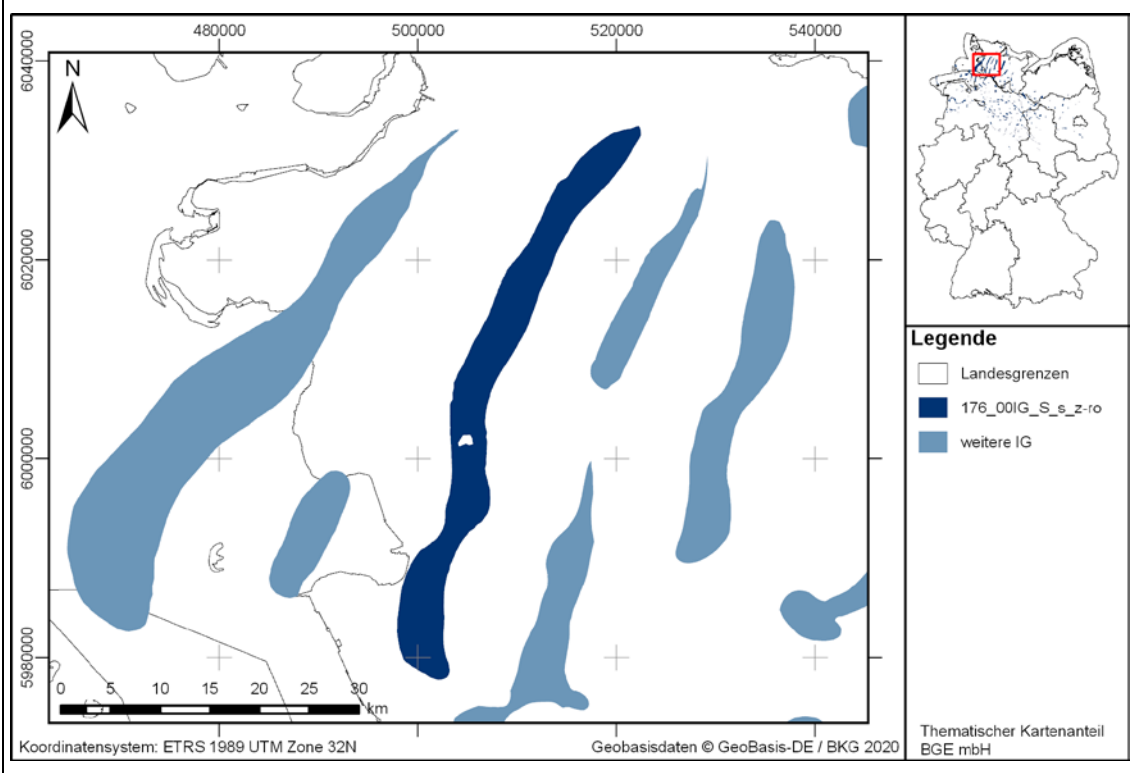 480000 500000 520000 540000
6040000
6020000
6000000
5980000
N
0 5 10 15 20 25 30
km
Koordinatensystem: ETRS 1989 UTM Zone 32N
Geobasisdaten © GeoBasis-DE / BKG 2020
Legende
Landesgrenzen
176_00IG_S_s_z-ro
weitere IG
Thematischer Kartenanteil
BGE mbH